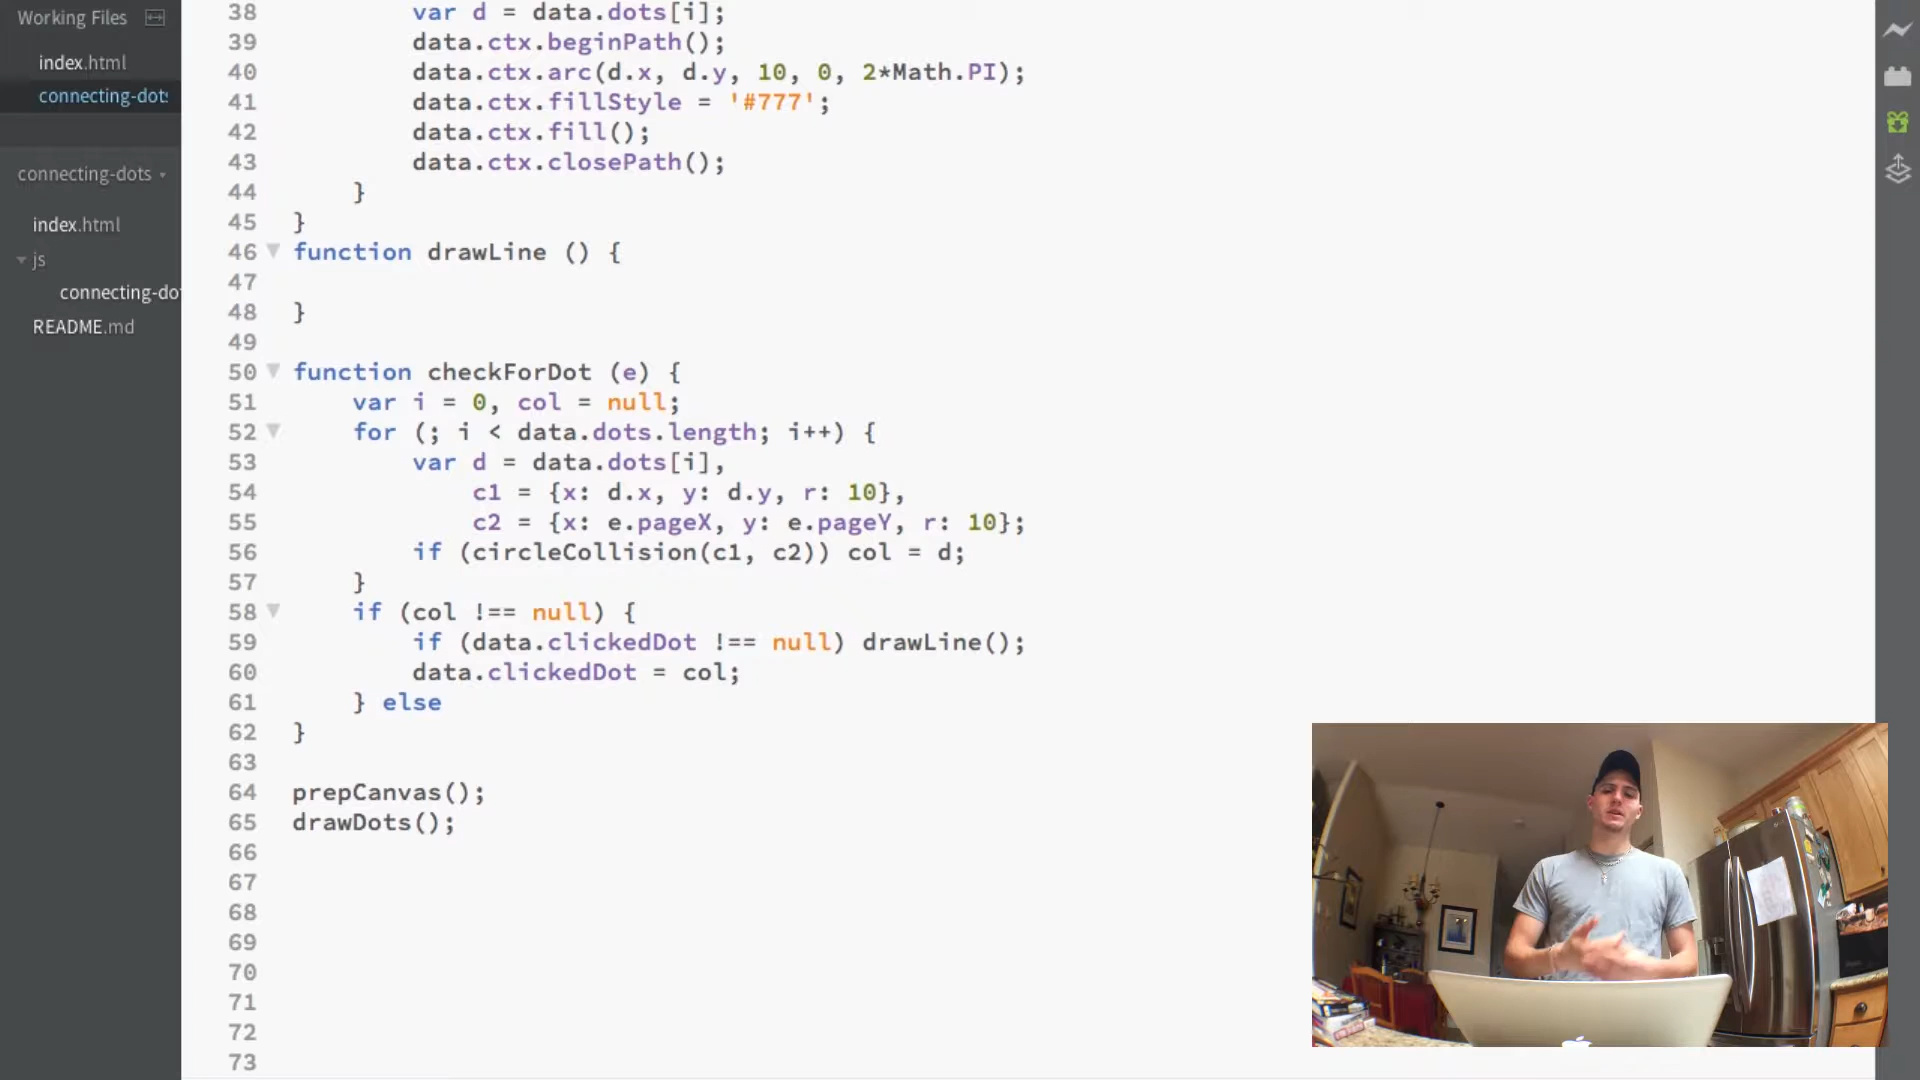 Working Files
index.html
connecting-dots
connecting-dots
index.html
js
connecting-do
README.md
38 var d = data.dots[i];
39 data.ctx.beginPath();
40 data.ctx.arc(d.x, d.y, 10, 0, 2*Math.PI);
41 data.ctx.fillStyle = '#777';
42 data.ctx.fill();
43 data.ctx.closePath();
44 }
45 }
46 function drawLine () {
47
48 }
49
50 function checkForDot (e) {
51 var i = 0, col = null;
52 for (; i < data.dots.length; i++) {
53 var d = data.dots[i],
54 c1 = {x: d.x, y: d.y, r: 10},
55 c2 = {x: e.pageX, y: e.pageY, r: 10};
56 if (circleCollision(c1, c2)) col = d;
57 }
58 if (col !== null) {
59 if (data.clickedDot !== null) drawLine();
60 data.clickedDot = col;
61 } else
62 }
63
64 prepCanvas();
65 drawDots();
66
67
68
69
70
71
72
73